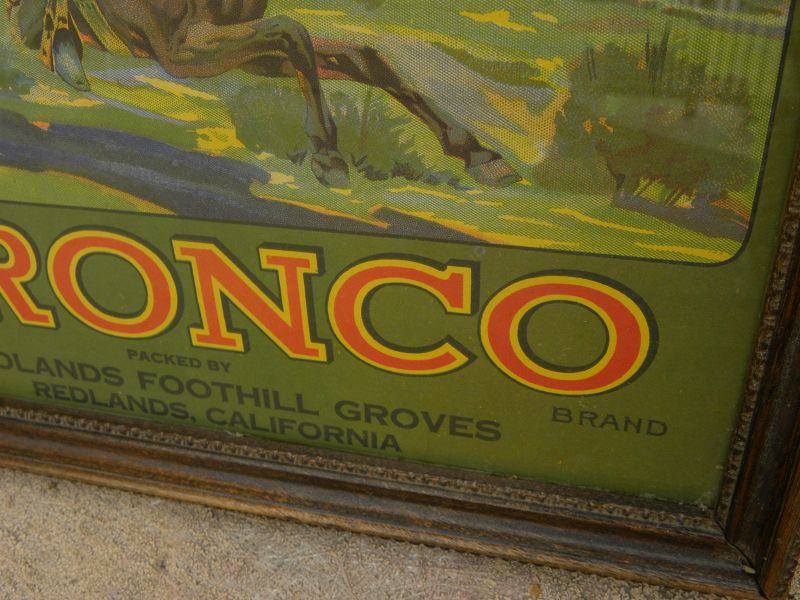 RONCO
PACKED BY
DLANDS FOOTHILL GROVES
REDLANDS, CALIFORNIA
BRAND